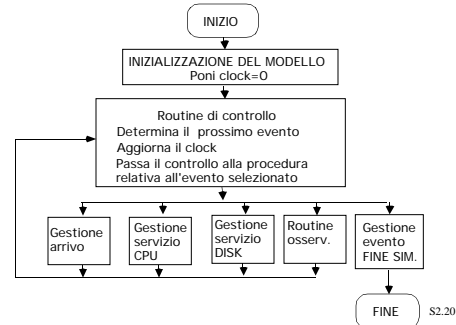 INIZIO
INIZIALIZZAZIONE DEL MODELLO
Poni clock=0
Routine di controllo
Determina il prossimo evento
Aggiorna il clock
Passa il controllo alla procedura
relativa all'evento selezionato
Gestione
arrivo
Gestione
servizio
CPU
Gestione
servizio
DISK
Routine
osserv.
Gestione
evento
FINE SIM.
FINE
S2.20